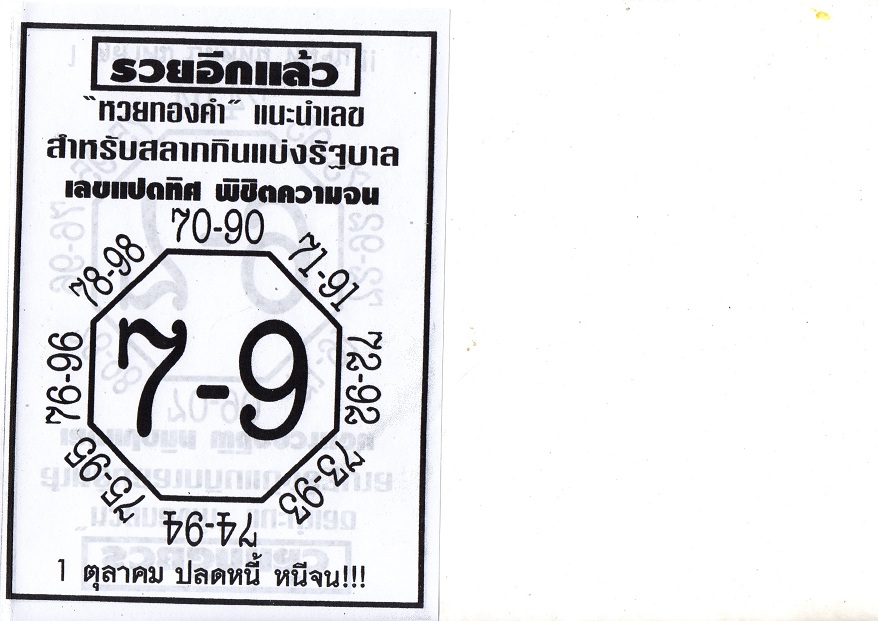 รวยอีกแล้ว
"หวยทองคำ" แนะนำเลข
สำหรับสลากกินแบ่งรัฐบาล
เลขแปดทิศ พิชิตความจน
70-90
71-91
72-92
73-93
74-94
75-95
76-96
78-98
7-9
1 ตุลาคม ปลดหนี้ หนีจน!!!